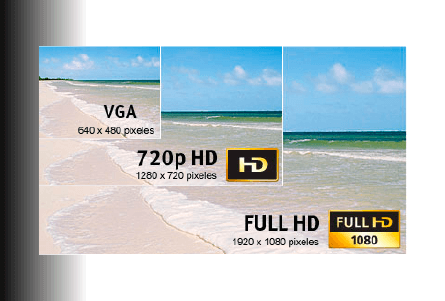 VGA
640 x 480 pixeles
720p HD
HD
1280 x 720 pixeles
FULL HD
1920 x 1080 pixeles
FULL HD
1080